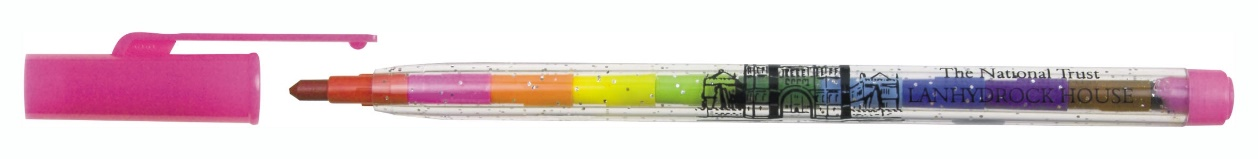 The National Trust
LANHYDROCK HOUSE